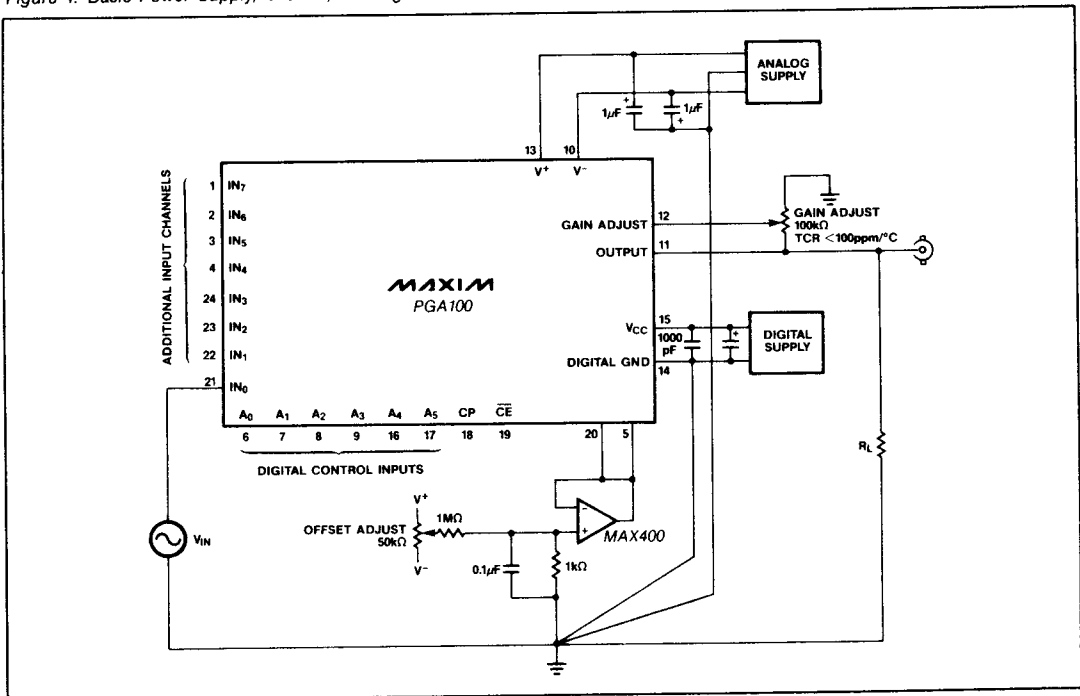 ANALOG
SUPPLY
1µF
+
1µF
+
13
10
V+
V-
ADDITIONAL INPUT CHANNELS
1 IN7
2 IN6
3 IN5
4 IN4
24 IN3
23 IN2
22 IN1
21 IN0
MAXIM
PGA100
GAIN ADJUST 12
OUTPUT 11
GAIN ADJUST
100kΩ
TCR <100ppm/°C
VCC 15
1000
pF
+
DIGITAL GND
14
DIGITAL
SUPPLY
A0 A1 A2 A3 A4 A5 CP CE
6 7 8 9 16 17 18 19
20 5
DIGITAL CONTROL INPUTS
V+
OFFSET ADJUST
50kΩ
V-
1MΩ
-
+
MAX400
0.1µF
1kΩ
VIN
RL